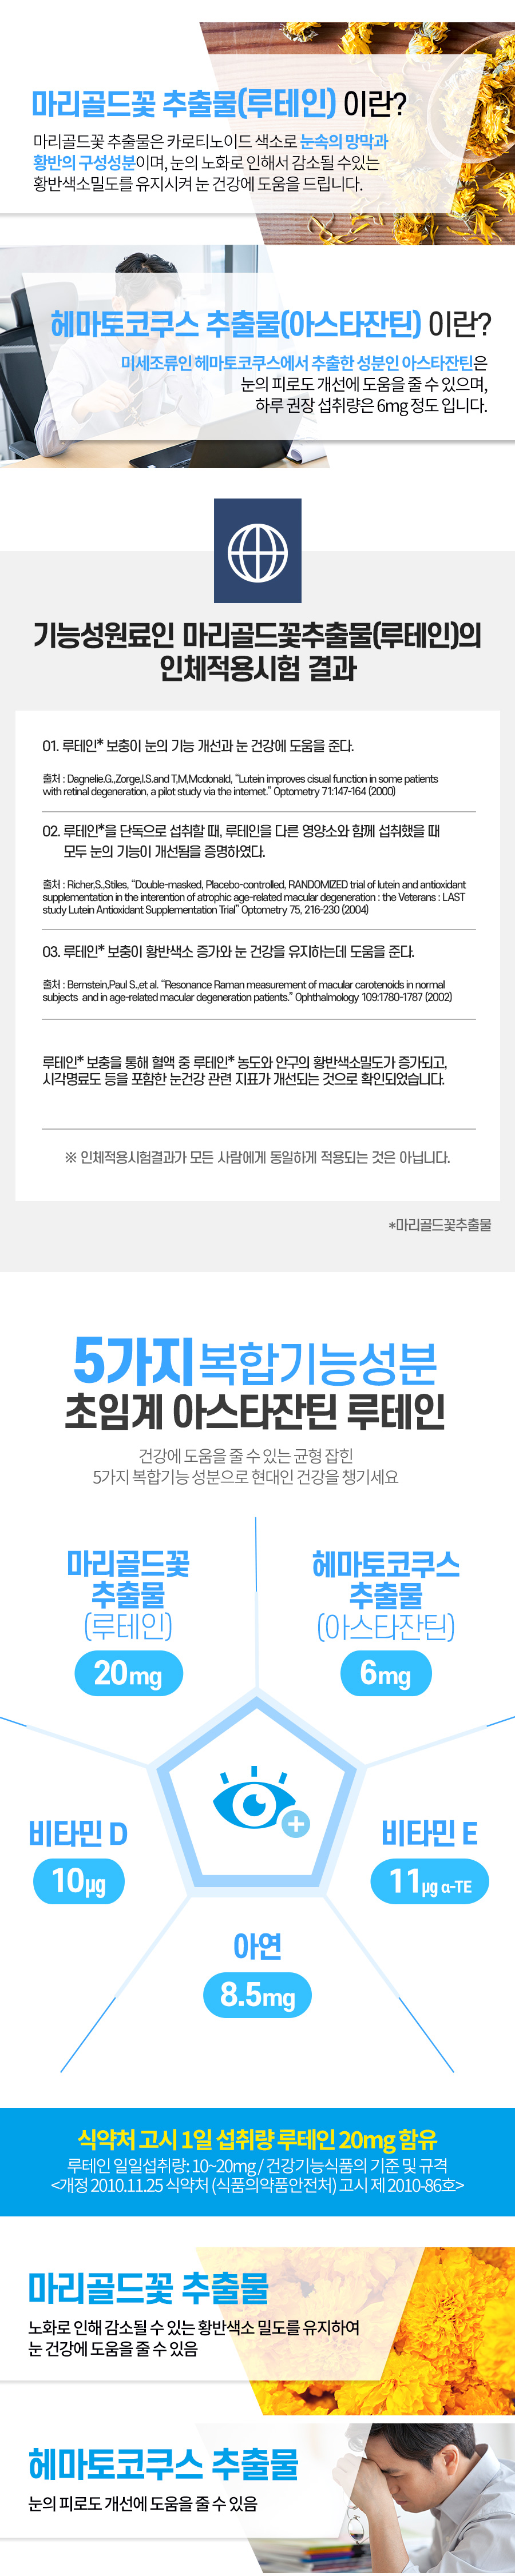 마리골드꽃 추출물(루테인) 이란?
마리골드꽃 추출물은 카로티노이드 색소로 눈속의 망막과
황반의 구성성분이며, 눈의 노화로 인해서 감소될 수있는
황반색소밀도를 유지시켜 눈 건강에 도움을 드립니다.
헤마토코쿠스 추출물(아스타잔틴) 이란?
미세조류인 헤마토코쿠스에서 추출한 성분인 아스타잔틴은
눈의 피로도 개선에 도움을 줄 수 있으며,
하루 권장 섭취량은 6mg 정도 입니다.
기능성원료인 마리골드꽃추출물(루테인)의
인체적용시험 결과
01. 루테인* 보충이 눈의 기능 개선과 눈 건강에 도움을 준다.
출처 : Dagnelie.G.,Zorge,I.S.and T,M,Mcdonald, “Lutein improves cisual function in some patients
with retinal degeneration, a pilot study via the internet.” Optometry 71:147-164 (2000)
02. 루테인*을 단독으로 섭취할 때, 루테인을 다른 영양소와 함께 섭취했을 때
모두 눈의 기능이 개선됨을 증명하였다.
출처 : Richer,S.,Stiles, “Double-masked, Placebo-controlled, RANDOMIZED trial of lutein and antioxidant
supplementation in the interention of atrophic age-related macular degeneration : the Veterans : LAST
study Lutein Antioxidant Supplementation Trial” Optometry 75, 216-230 (2004)
03. 루테인* 보충이 황반색소 증가와 눈 건강을 유지하는데 도움을 준다.
출처 : Bernstein,Paul S.,et al. “Resonance Raman measurement of macular carotenoids in normal
subjects and in age-related macular degeneration patients.” Ophthalmology 109:1780-1787 (2002)
루테인* 보충을 통해 혈액 중 루테인* 농도와 안구의 황반색소밀도가 증가되고,
시각명료도 등을 포함한 눈건강 관련 지표가 개선되는 것으로 확인되었습니다.
※ 인체적용시험결과가 모든 사람에게 동일하게 적용되는 것은 아닙니다.
*마리골드꽃추출물
5가지 복합기능성분
초임계 아스타잔틴 루테인
건강에 도움을 줄 수 있는 균형 잡힌
5가지 복합기능 성분으로 현대인 건강을 챙기세요
마리골드꽃
추출물
(루테인)
20mg
헤마토코쿠스
추출물
(아스타잔틴)
6mg
비타민 D
10μg
비타민 E
11μg α-TE
아연
8.5mg
식약처 고시 1일 섭취량 루테인 20mg 함유
루테인 일일섭취량: 10~20mg / 건강기능식품의 기준 및 규격
<개정 2010.11.25 식약처 (식품의약품안전처) 고시 제 2010-86호>
마리골드꽃 추출물
노화로 인해 감소될 수 있는 황반색소 밀도를 유지하여
눈 건강에 도움을 줄 수 있음
헤마토코쿠스 추출물
눈의 피로도 개선에 도움을 줄 수 있음